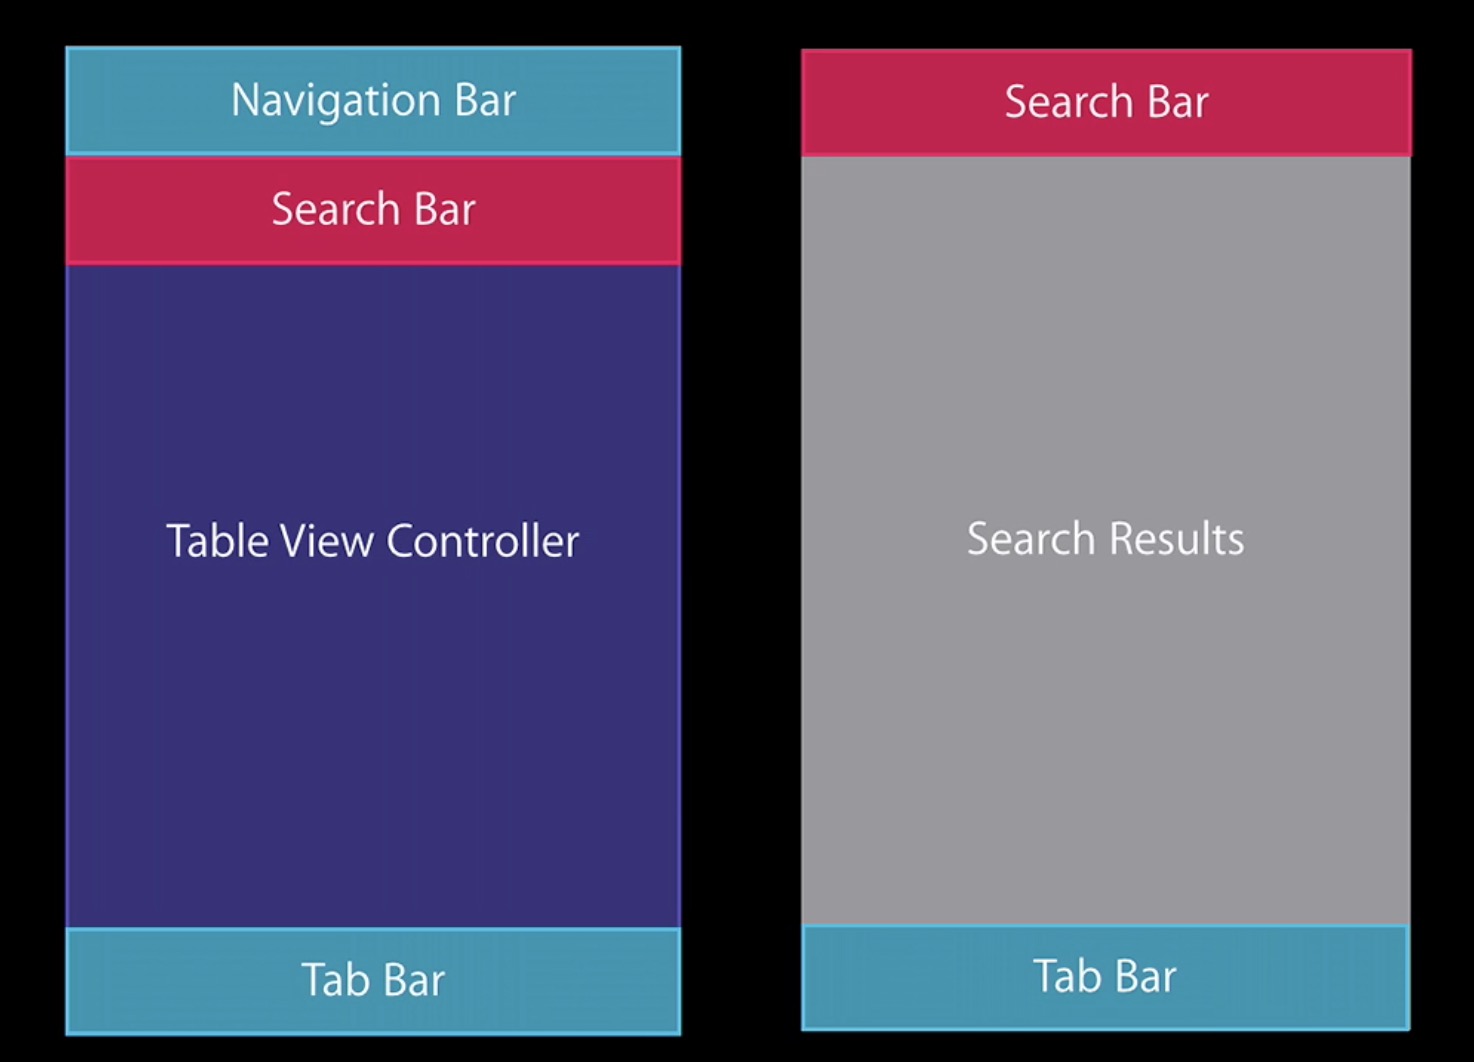 Navigation Bar
Search Bar
Table View Controller
Tab Bar
Search Bar
Search Results
Tab Bar